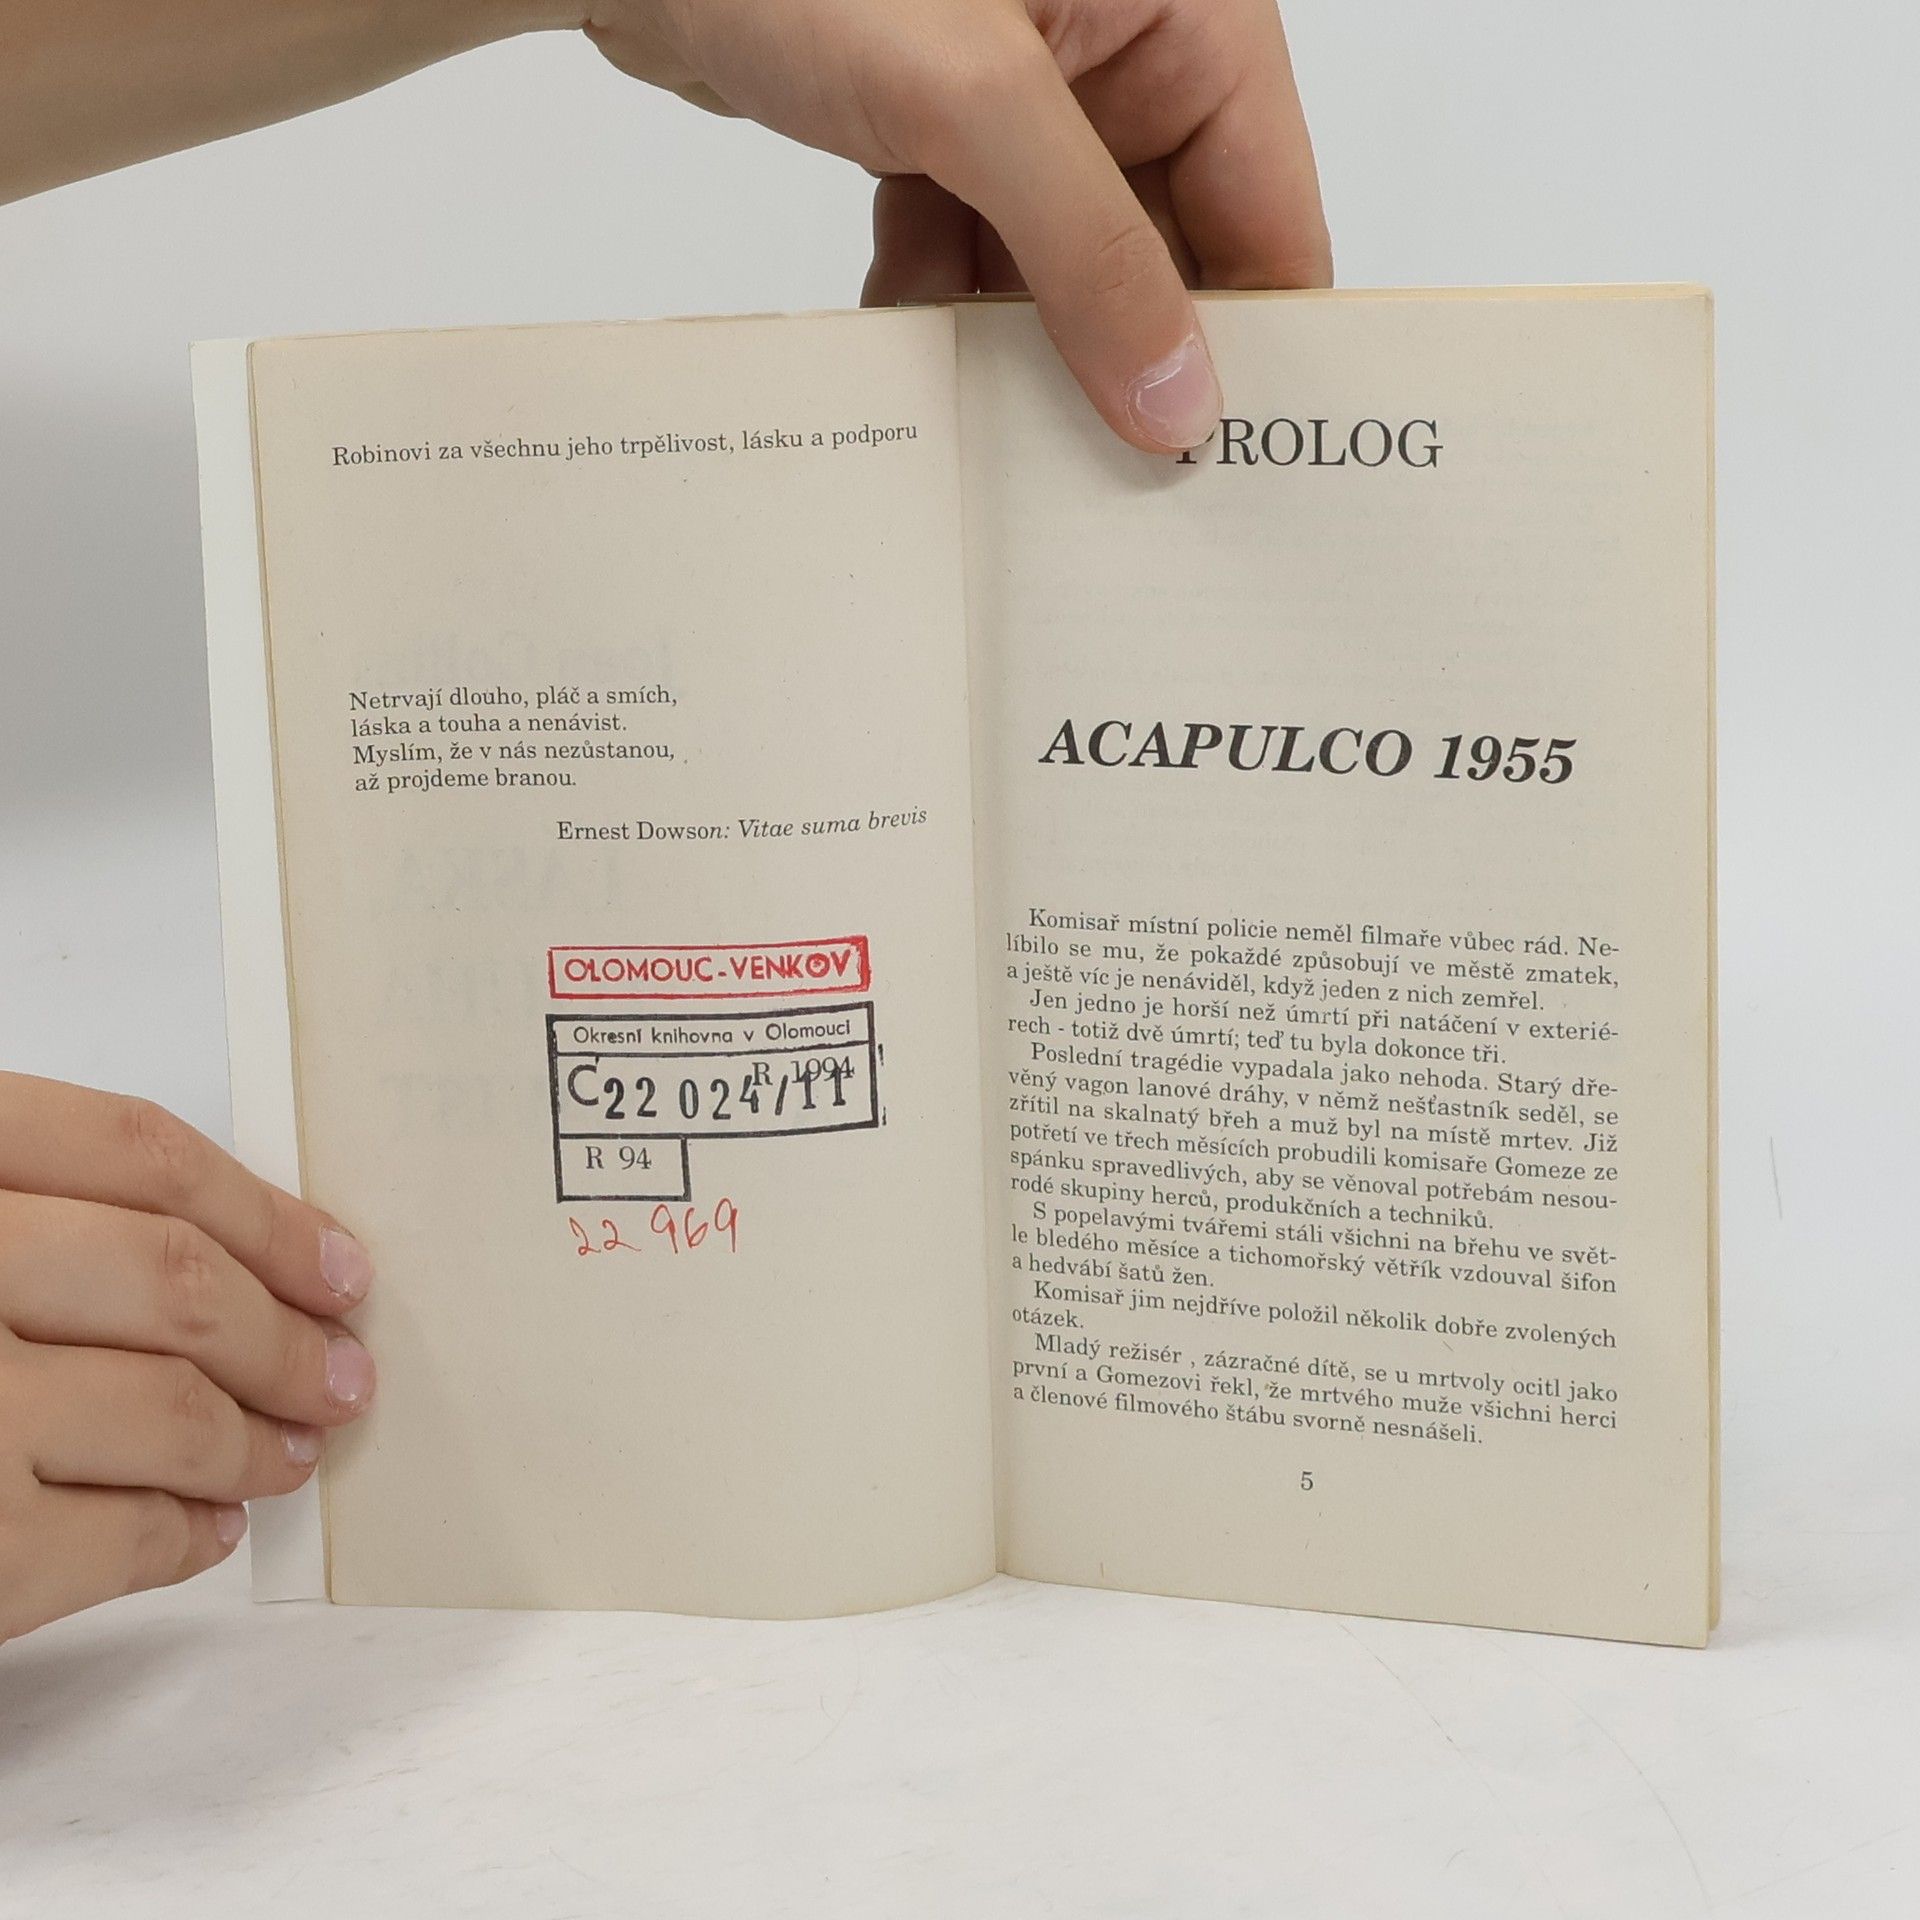 Robinovi za všechnu jeho trpělivost, lásku a podporu
Netrvají dlouho, pláč a smích,
láska a touha a nenávist.
Myslím, že v nás nezůstanou,
až projdeme branou.
Ernest Dowson: Vitae suma brevis
OLOMOUC-VENKOV
Okresní knihovna v Olomouci
R 1994
C22 024/11
R 94
22 969
PROLOG
ACAPULCO 1955
Komisař místní policie neměl filmaře vůbec rád. Ne-
líbilo se mu, že pokaždé způsobují ve městě zmatek,
a ještě víc je nenáviděl, když jeden z nich zemřel.
Jen jedno je horší než úmrtí při natáčení v exterié-
rech - totiž dvě úmrtí; teď tu byla dokonce tři.
Poslední tragédie vypadala jako nehoda. Starý dře-
věný vagon lanové dráhy, v němž nešťastník seděl, se
zřítil na skalnatý břeh a muž byl na místě mrtev. Již
potřetí ve třech měsících probudili komisaře Gomeze ze
spánku spravedlivých, aby se věnoval potřebám nesou-
rodé skupiny herců, produkčních a techniků.
S popelavými tvářemi stáli všichni na břehu ve svět-
le bledého měsíce a tichomořský větřík vzdouval šifon
a hedvábí šatů žen.
Komisař jim nejdříve položil několik dobře zvolených
otázek.
Mladý režisér , zázračné dítě, se u mrtvoly ocitl jako
první a Gomezovi řekl, že mrtvého muže všichni herci
a členové filmového štábu svorně nesnášeli.
5